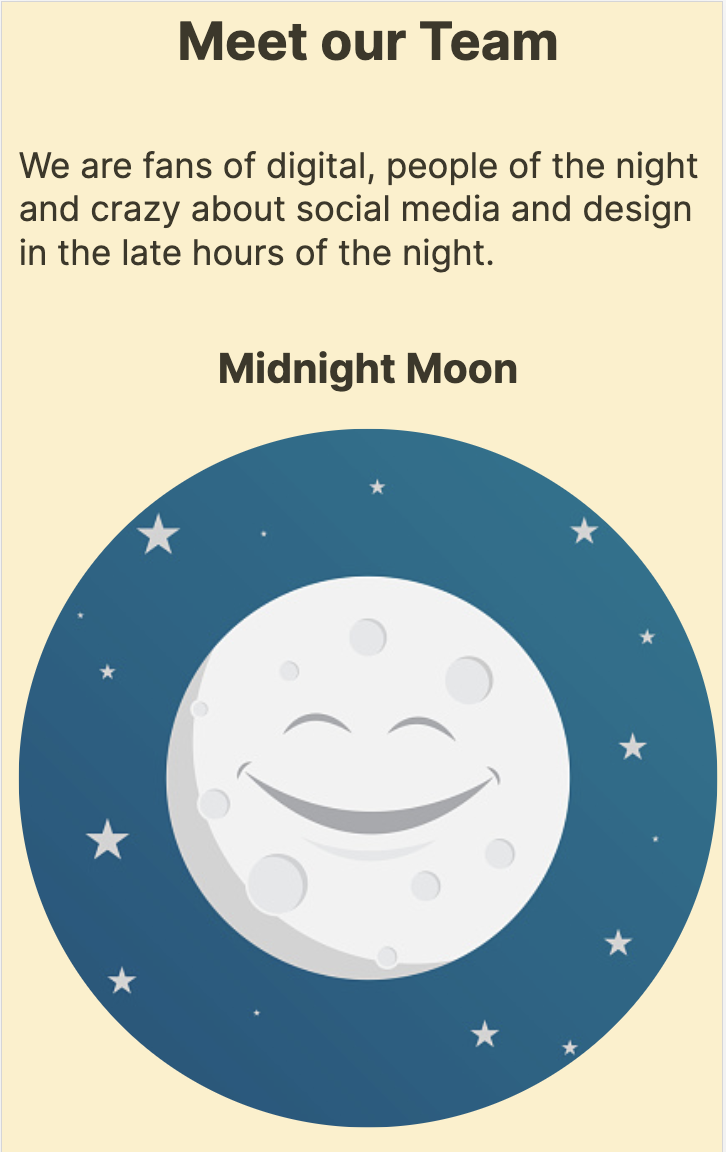 Meet our Team
We are fans of digital, people of the night
and crazy about social media and design
in the late hours of the night.
Midnight Moon